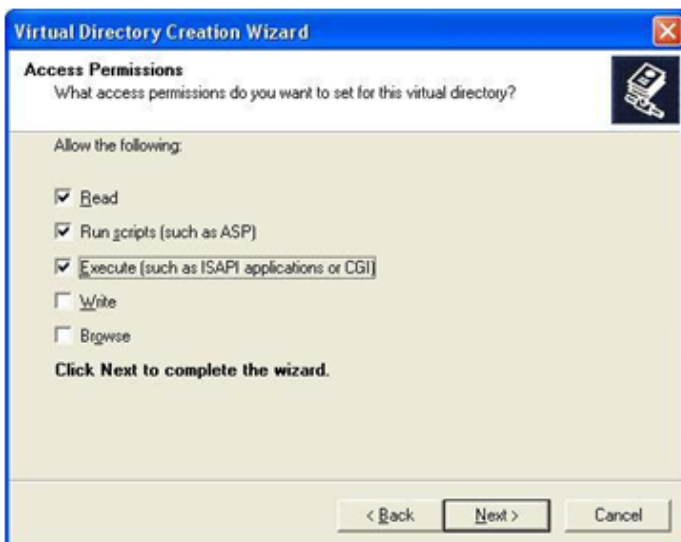 Virtual Directory Creation Wizard
Access Permissions
What access permissions do you want to set for this virtual directory?
Allow the following:
Read
Run scripts (such as ASP)
Execute (such as ISAPI applications or CGI)
Write
Browse
Click Next to complete the wizard.
< Back Next > Cancel